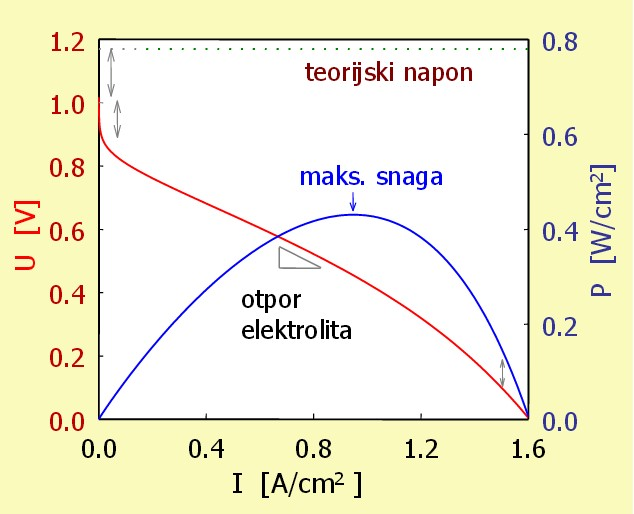 1.2
1.0
0.8
0.6
0.4
0.2
0.0
U [V]
0.8
0.6
0.4
0.2
0.0
P [W/cm²]
teorijski napon
maks. snaga
otpor
elektrolita
0.0 0.4 0.8 1.2 1.6
I [A/cm² ]